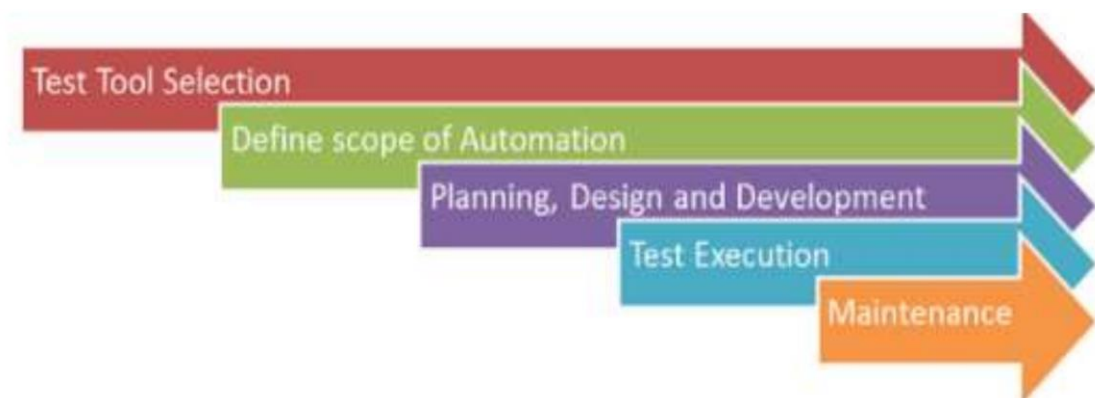 Test Tool Selection
Define scope of Automation
Planning, Design and Development
Test Execution
Maintenance